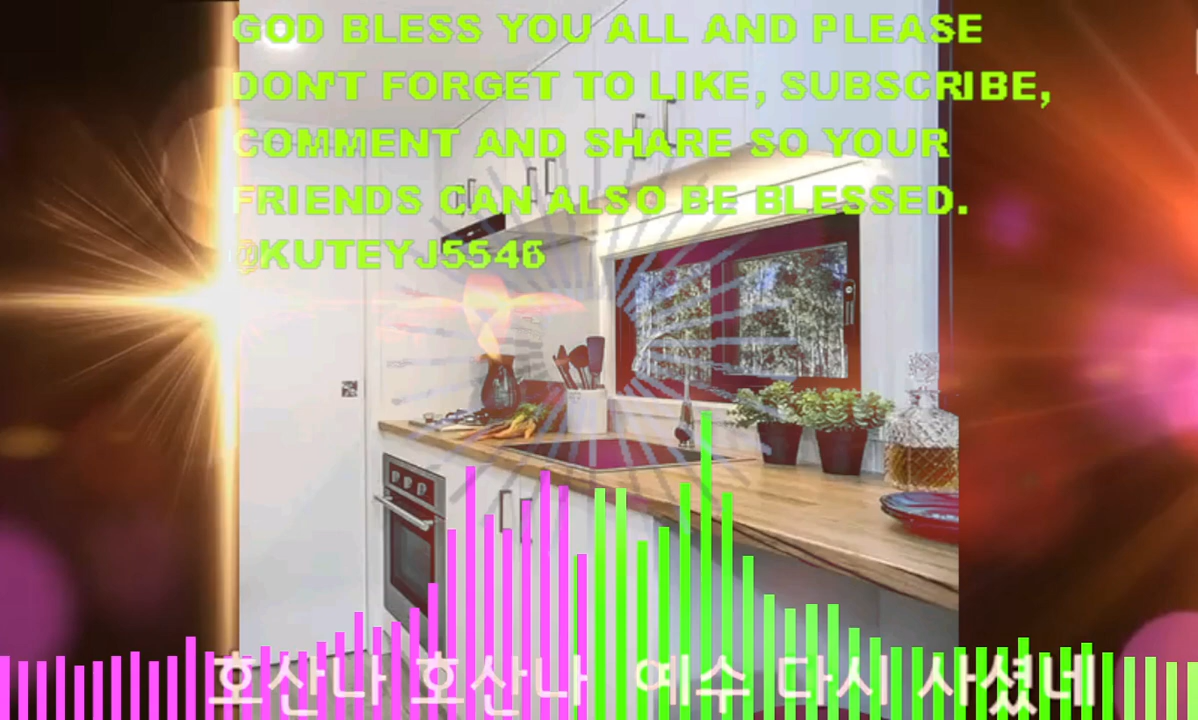 GOD BLESS YOU ALL AND PLEASE
DON'T FORGET TO LIKE, SUBSCRIBE,
COMMENT AND SHARE SO YOUR
FRIENDS CAN ALSO BE BLESSED.
@KUTEYJ5546
호산나 호산나 예수 다시 사셨네